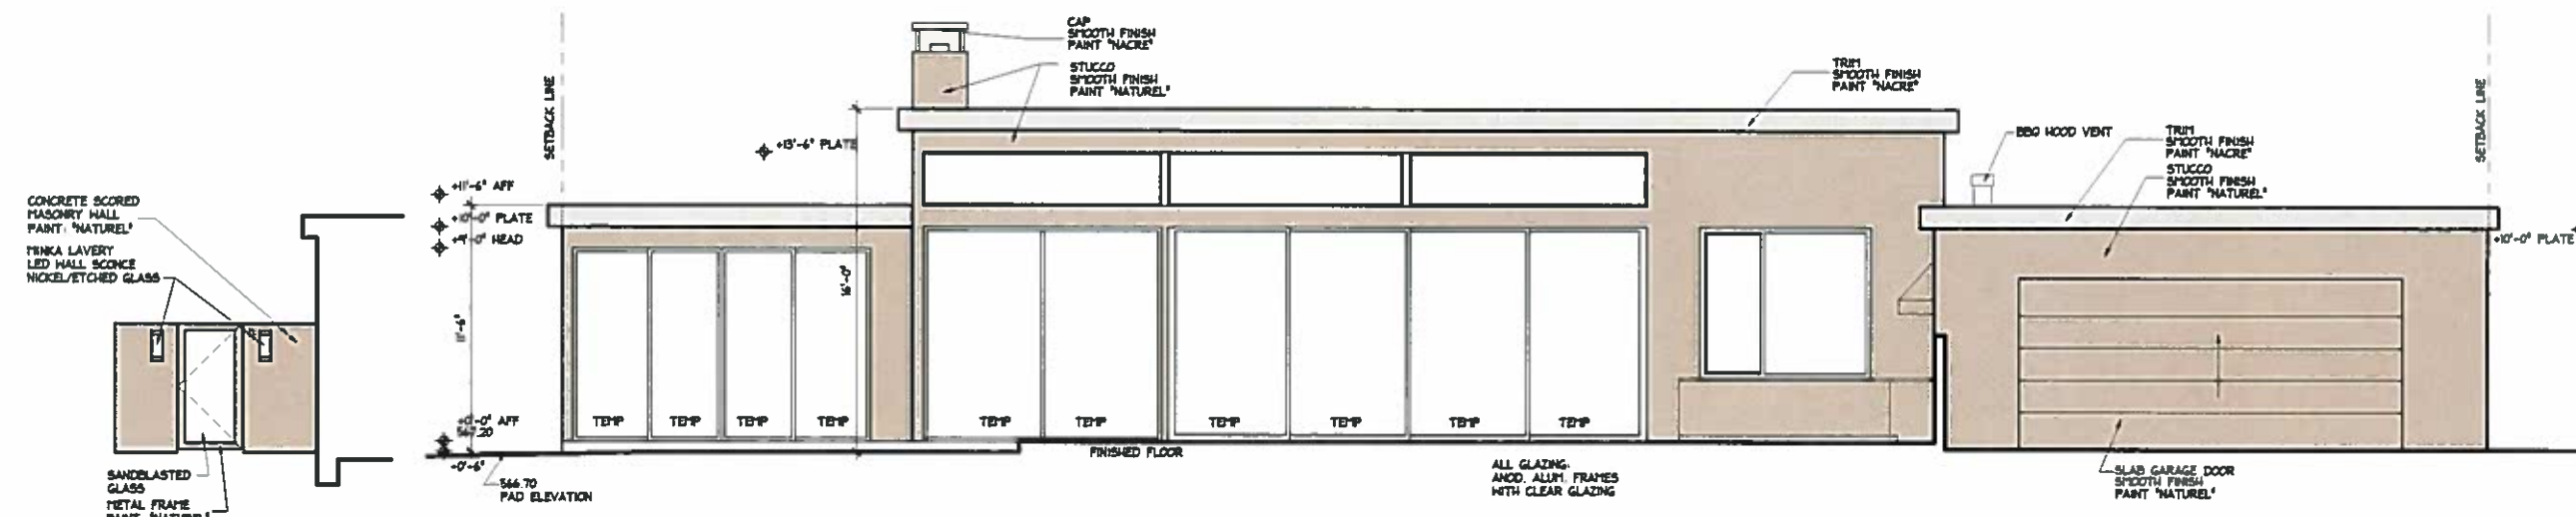 CONCRETE SCORED
MASONRY WALL
PAINT: "NATUREL"
MINKA LAVERY
LED WALL SCONCE
NICKEL/ETCHED GLASS
SANDBLASTED
GLASS
METAL FRAME
PAINT "NATUREL"
SETBACK LINE
+11'-6" AFF
+10'-0" PLATE
+9'-0" HEAD
11'-6"
+0'-0" AFF
567.20
-0'-6"
566.70
PAD ELEVATION
+13'-6" PLATE
16'-0"
CAP
SMOOTH FINISH
PAINT "NACRE"
STUCCO
SMOOTH FINISH
PAINT "NATUREL"
TEMP TEMP TEMP TEMP
TEMP TEMP TEMP TEMP TEMP TEMP
FINISHED FLOOR
ALL GLAZING:
ANOD. ALUM. FRAMES
WITH CLEAR GLAZING
TRIM
SMOOTH FINISH
PAINT "NACRE"
BBQ HOOD VENT
TRIM
SMOOTH FINISH
PAINT "NACRE"
STUCCO
SMOOTH FINISH
PAINT "NATUREL"
SETBACK LINE
+10'-0" PLATE
SLAB GARAGE DOOR
SMOOTH FINISH
PAINT "NATUREL"